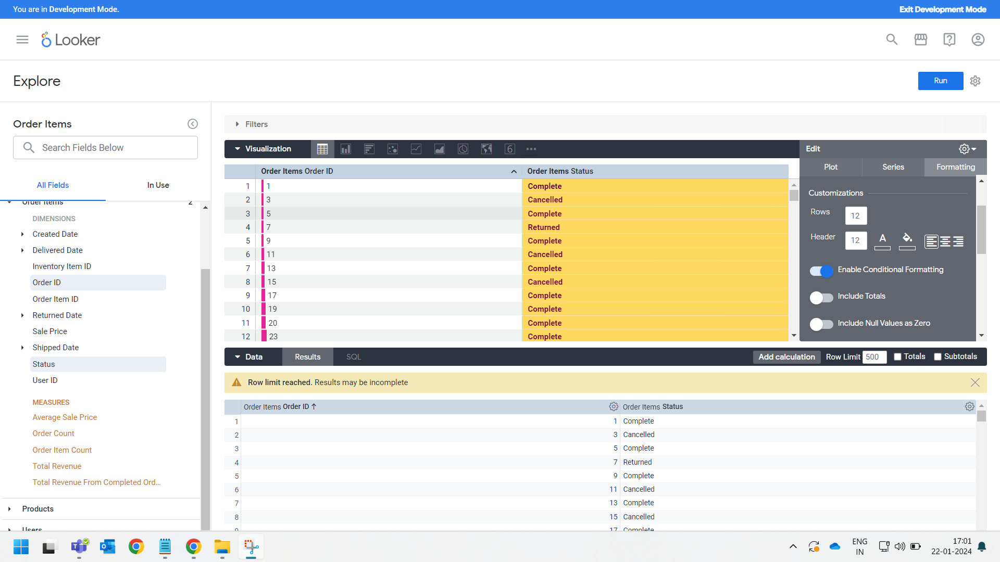 You are in Development Mode.
Exit Development Mode
Looker
Explore
Run
Order Items
Search Fields Below
All Fields
In Use
Order Items
2
DIMENSIONS
Created Date
Delivered Date
Inventory Item ID
Order ID
Order Item ID
Returned Date
Sale Price
Shipped Date
Status
User ID
MEASURES
Average Sale Price
Order Count
Order Item Count
Total Revenue
Total Revenue From Completed Ord...
Products
Users
Filters
Visualization
6
Order Items Order ID
Order Items Status
1 1 Complete
2 3 Cancelled
3 5 Complete
4 7 Returned
5 9 Complete
6 11 Cancelled
7 13 Complete
8 15 Cancelled
9 17 Complete
10 19 Complete
11 20 Complete
12 23 Complete
Edit
Plot
Series
Formatting
Customizations
Rows 12
Header 12 A
Enable Conditional Formatting
Include Totals
Include Null Values as Zero
Data
Results
SQL
Add calculation
Row Limit 500
Totals
Subtotals
Row limit reached. Results may be incomplete
Order Items Order ID ↑
Order Items Status
1 1 Complete
2 3 Cancelled
3 5 Complete
4 7 Returned
5 9 Complete
6 11 Cancelled
7 13 Complete
8 15 Cancelled
9 17 Complete
ENG
IN
17:01
22-01-2024